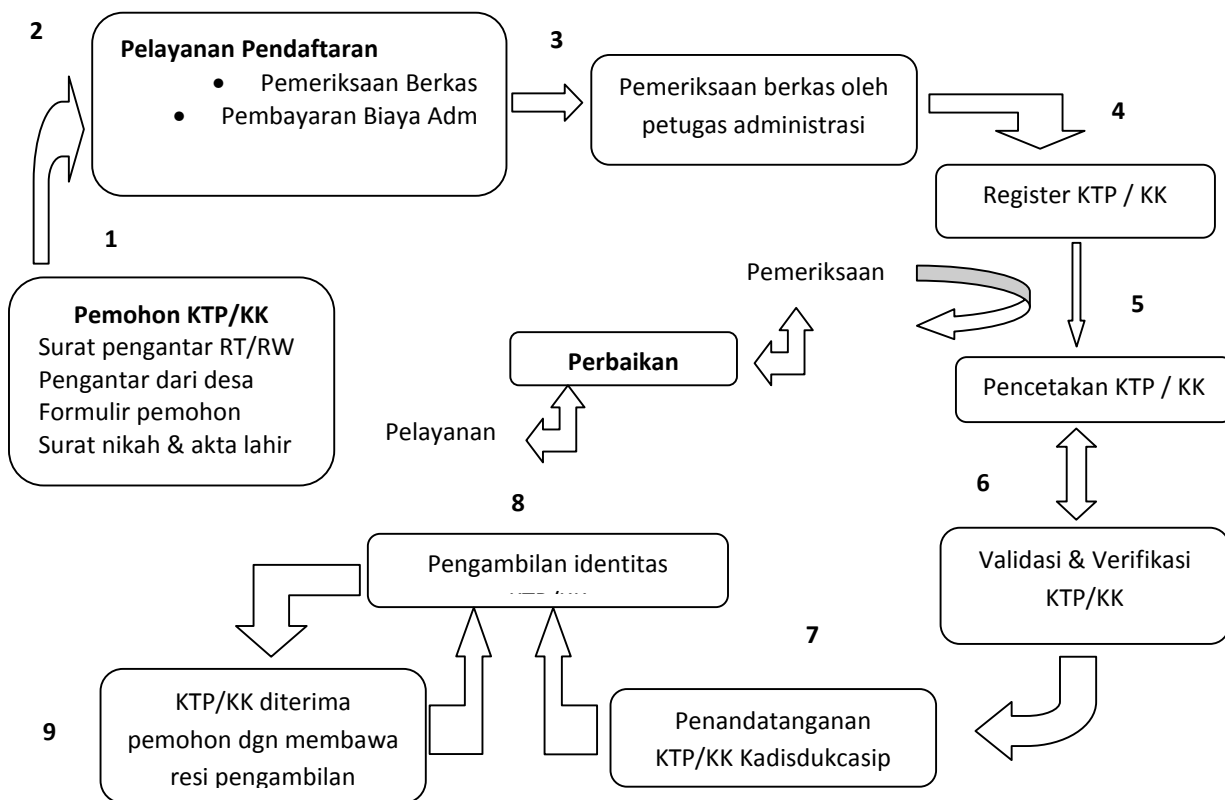 2
Pelayanan Pendaftaran
• Pemeriksaan Berkas
• Pembayaran Biaya Adm
3
Pemeriksaan berkas oleh
petugas administrasi
4
Register KTP / KK
1
Pemohon KTP/KK
Surat pengantar RT/RW
Pengantar dari desa
Formulir pemohon
Surat nikah & akta lahir
Pemeriksaan
5
Perbaikan
Pencetakan KTP / KK
Pelayanan
6
8
Pengambilan identitas
Validasi & Verifikasi
KTP/KK
7
9
KTP/KK diterima
pemohon dgn membawa
resi pengambilan
Penandatanganan
KTP/KK Kadisdukcasip